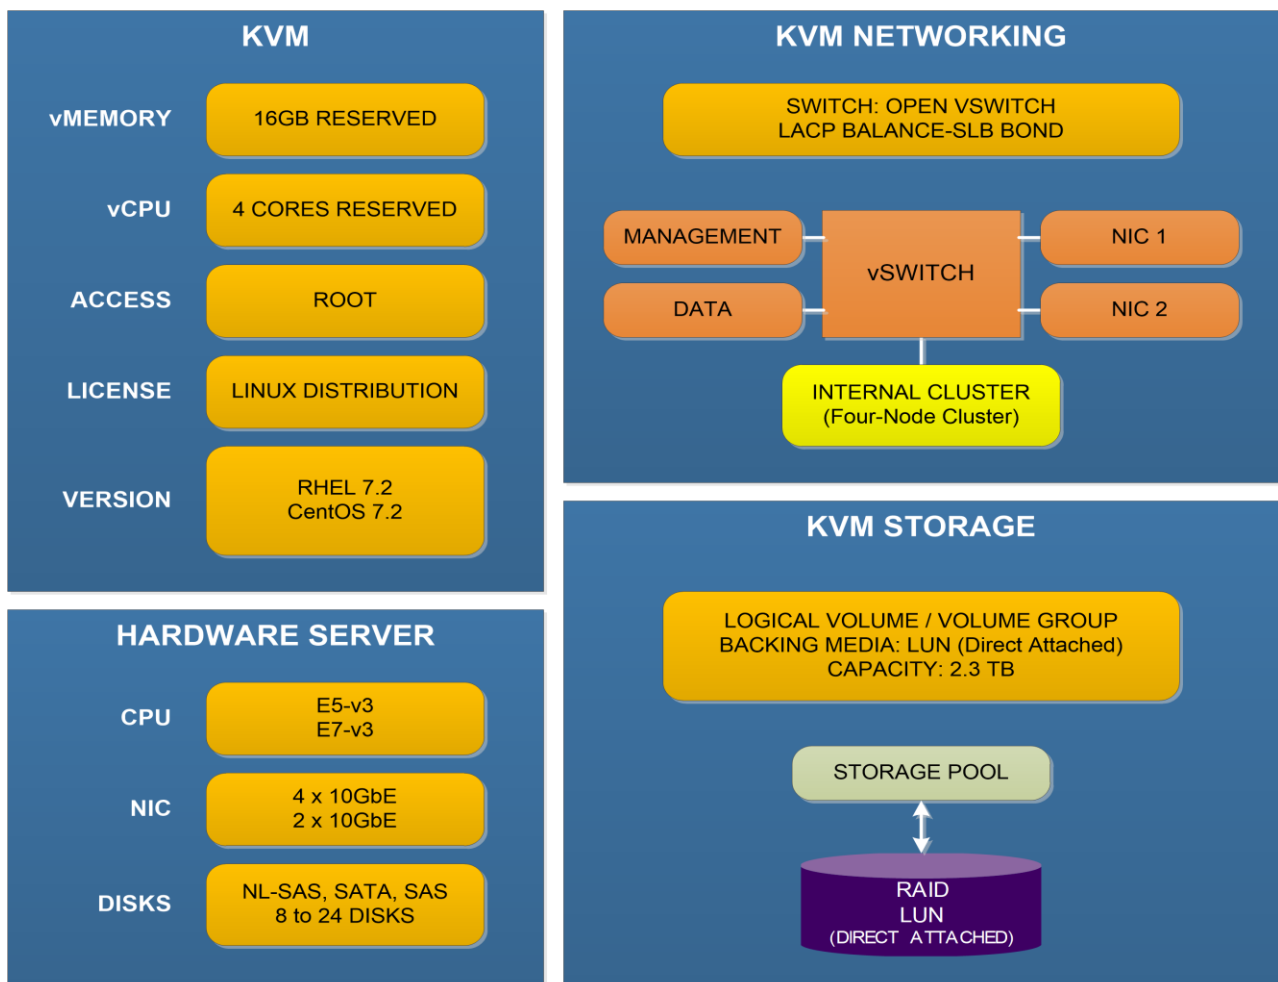 KVM
vMEMORY
16GB RESERVED
vCPU
4 CORES RESERVED
ACCESS
ROOT
LICENSE
LINUX DISTRIBUTION
VERSION
RHEL 7.2
CentOS 7.2
HARDWARE SERVER
CPU
E5-v3
E7-v3
NIC
4 x 10GbE
2 x 10GbE
DISKS
NL-SAS, SATA, SAS
8 to 24 DISKS
KVM NETWORKING
SWITCH: OPEN VSWITCH
LACP BALANCE-SLB BOND
MANAGEMENT
DATA
vSWITCH
NIC 1
NIC 2
INTERNAL CLUSTER
(Four-Node Cluster)
KVM STORAGE
LOGICAL VOLUME / VOLUME GROUP
BACKING MEDIA: LUN (Direct Attached)
CAPACITY: 2.3 TB
STORAGE POOL
RAID
LUN
(DIRECT ATTACHED)